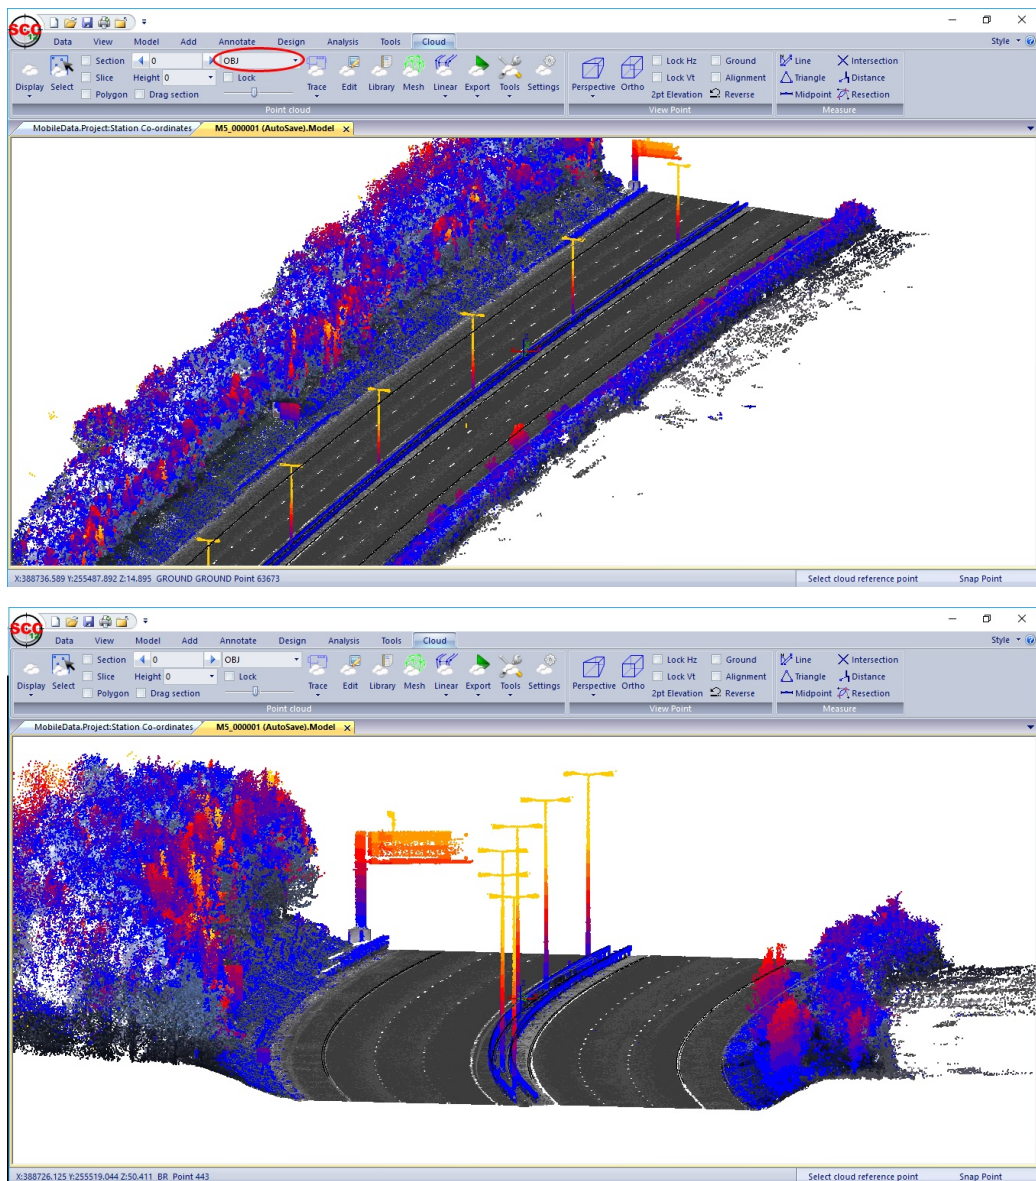 SCC
Data View Model Add Annotate Design Analysis Tools Cloud Style
Section 0 OBJ Lock Hz Ground Line Intersection
Slice Height 0 Lock Lock Vt Alignment Triangle Distance
Display Select Polygon Drag section Trace Edit Library Mesh Linear Export Tools Settings Perspective Ortho 2pt Elevation Reverse Midpoint Resection
Point cloud View Point Measure
MobileData.Project:Station Co-ordinates M5_000001 (AutoSave).Model x
X:388736.589 Y:255487.892 Z:14.895 GROUND GROUND Point 63673 Select cloud reference point Snap Point
SCC
Data View Model Add Annotate Design Analysis Tools Cloud Style
Section 0 OBJ Lock Hz Ground Line Intersection
Slice Height 0 Lock Lock Vt Alignment Triangle Distance
Display Select Polygon Drag section Trace Edit Library Mesh Linear Export Tools Settings Perspective Ortho 2pt Elevation Reverse Midpoint Resection
Point cloud View Point Measure
MobileData.Project:Station Co-ordinates M5_000001 (AutoSave).Model x
X:388726.125 Y:255519.044 Z:50.411 BR Point 443 Select cloud reference point Snap Point